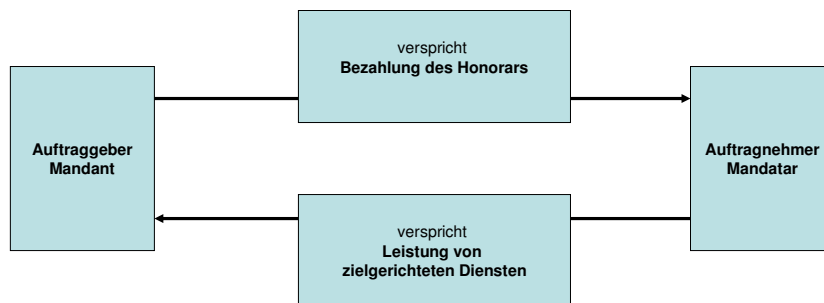 verspricht
Bezahlung des Honorars
Auftraggeber
Mandant
Auftragnehmer
Mandatar
verspricht
Leistung von
zielgerichteten Diensten